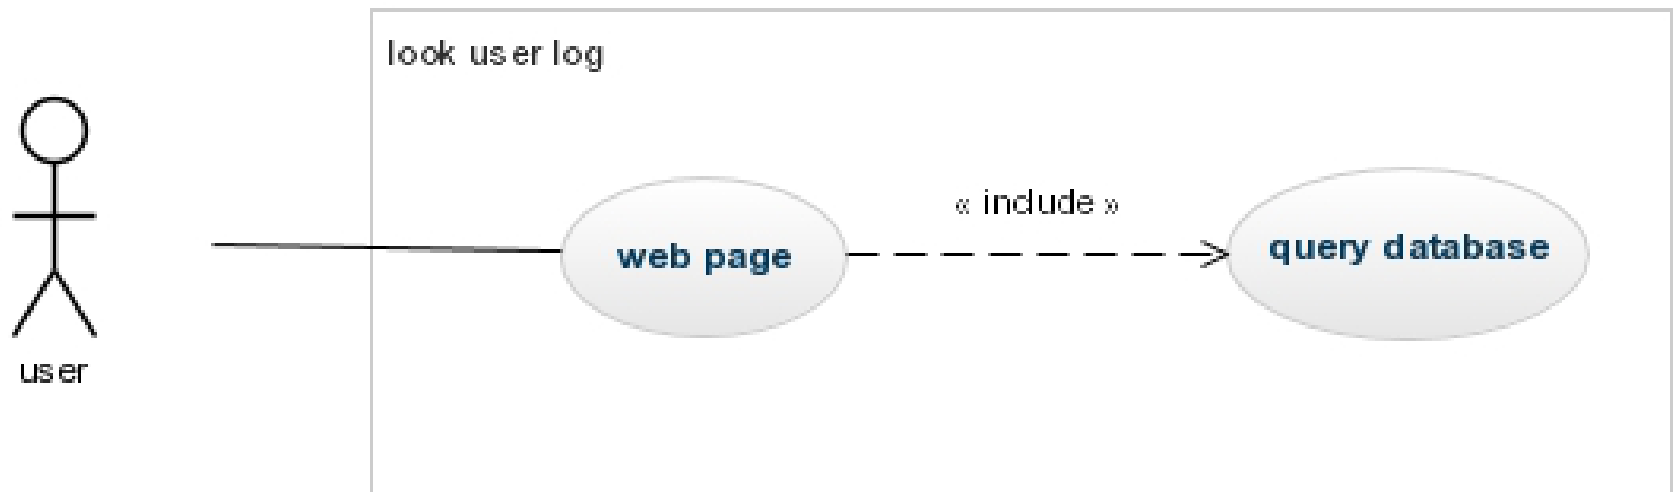 look user log
« include »
web page
query database
user